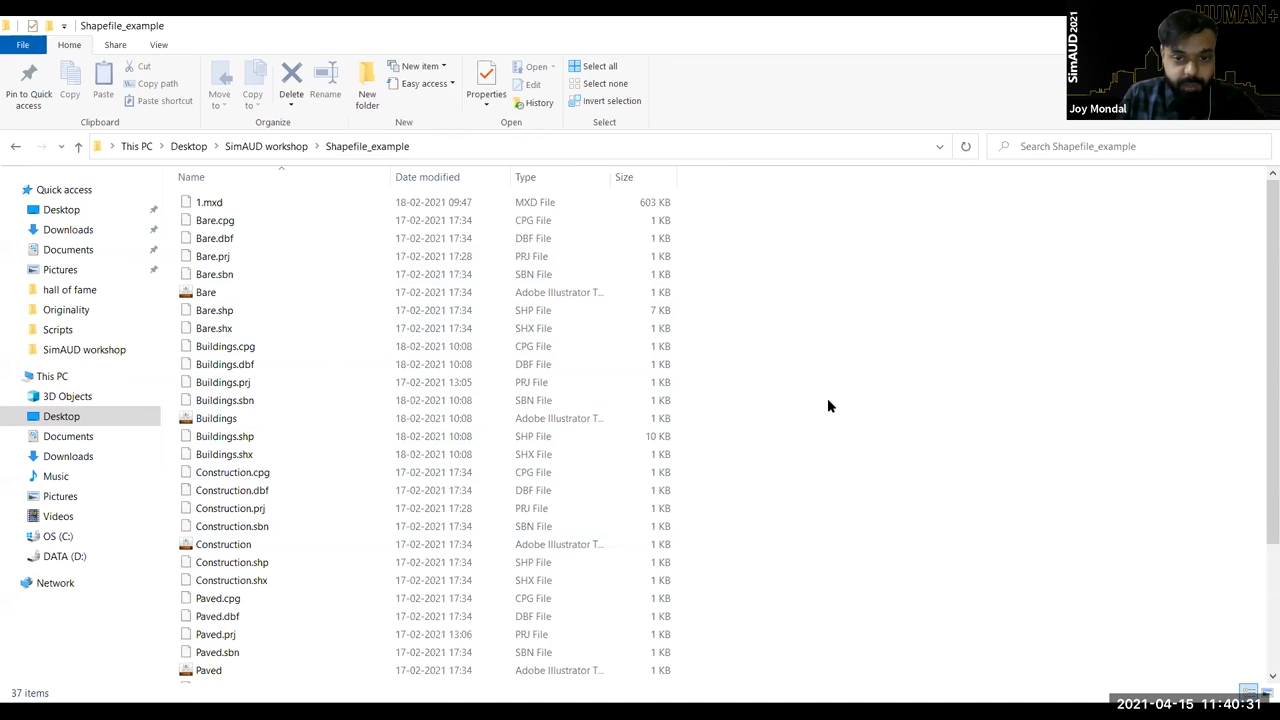 Shapefile_example
File Home Share View
Pin to Quick access
Copy
Paste
Cut
Copy path
Paste shortcut
Clipboard
Move to
Copy to
Delete
Rename
Organize
New folder
New item
Easy access
New
Properties
Open
Edit
History
Open
Select all
Select none
Invert selection
Select
SimAUD2021
HUMAN+
Joy Mondal
This PC > Desktop > SimAUD workshop > Shapefile_example
Search Shapefile_example
Quick access
Desktop
Downloads
Documents
Pictures
hall of fame
Originality
Scripts
SimAUD workshop
This PC
3D Objects
Desktop
Documents
Downloads
Music
Pictures
Videos
OS (C:)
DATA (D:)
Network
Name Date modified Type Size
1.mxd 18-02-2021 09:47 MXD File 603 KB
Bare.cpg 17-02-2021 17:34 CPG File 1 KB
Bare.dbf 17-02-2021 17:34 DBF File 1 KB
Bare.prj 17-02-2021 17:28 PRJ File 1 KB
Bare.sbn 17-02-2021 17:34 SBN File 1 KB
Bare 17-02-2021 17:34 Adobe Illustrator T... 1 KB
Bare.shp 17-02-2021 17:34 SHP File 7 KB
Bare.shx 17-02-2021 17:34 SHX File 1 KB
Buildings.cpg 18-02-2021 10:08 CPG File 1 KB
Buildings.dbf 18-02-2021 10:08 DBF File 1 KB
Buildings.prj 17-02-2021 13:05 PRJ File 1 KB
Buildings.sbn 18-02-2021 10:08 SBN File 1 KB
Buildings 18-02-2021 10:08 Adobe Illustrator T... 1 KB
Buildings.shp 18-02-2021 10:08 SHP File 10 KB
Buildings.shx 18-02-2021 10:08 SHX File 1 KB
Construction.cpg 17-02-2021 17:34 CPG File 1 KB
Construction.dbf 17-02-2021 17:34 DBF File 1 KB
Construction.prj 17-02-2021 17:28 PRJ File 1 KB
Construction.sbn 17-02-2021 17:34 SBN File 1 KB
Construction 17-02-2021 17:34 Adobe Illustrator T... 1 KB
Construction.shp 17-02-2021 17:34 SHP File 1 KB
Construction.shx 17-02-2021 17:34 SHX File 1 KB
Paved.cpg 17-02-2021 17:34 CPG File 1 KB
Paved.dbf 17-02-2021 17:34 DBF File 1 KB
Paved.prj 17-02-2021 13:06 PRJ File 1 KB
Paved.sbn 17-02-2021 17:34 SBN File 1 KB
Paved 17-02-2021 17:34 Adobe Illustrator T... 1 KB
37 items
2021-04-15 11:40:31